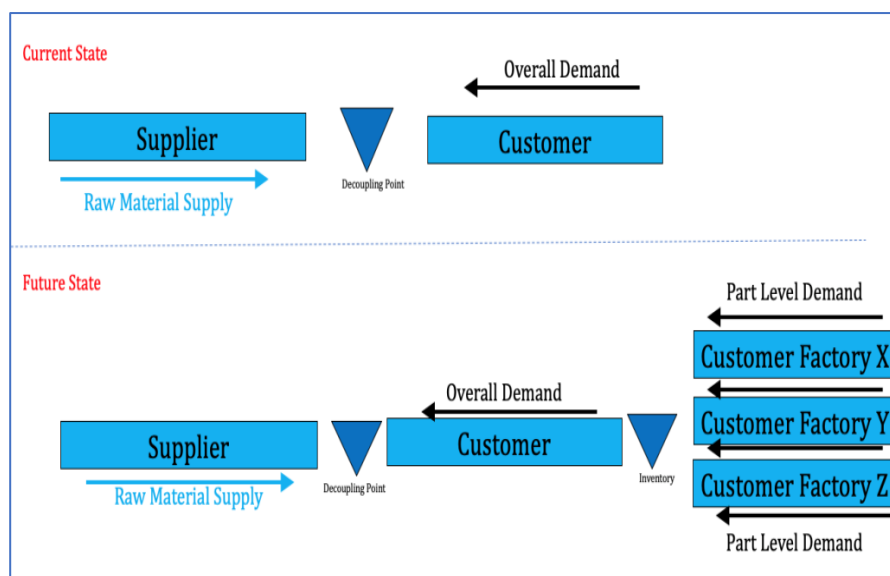 Current State
Overall Demand
Supplier
Customer
Decoupling Point
Raw Material Supply
Future State
Part Level Demand
Customer Factory X
Overall Demand
Customer Factory Y
Supplier
Customer
Customer Factory Z
Decoupling Point
Inventory
Raw Material Supply
Part Level Demand